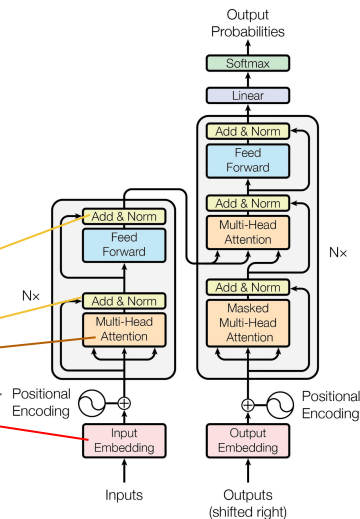 Output
Probabilities
Softmax
Linear
Add & Norm
Feed
Forward
Add & Norm
Multi-Head
Attention
Add & Norm
Masked
Multi-Head
Attention
Nx
Add & Norm
Feed
Forward
Add & Norm
Multi-Head
Attention
Nx
Positional
Encoding
Positional
Encoding
Input
Embedding
Output
Embedding
Inputs
Outputs
(shifted right)